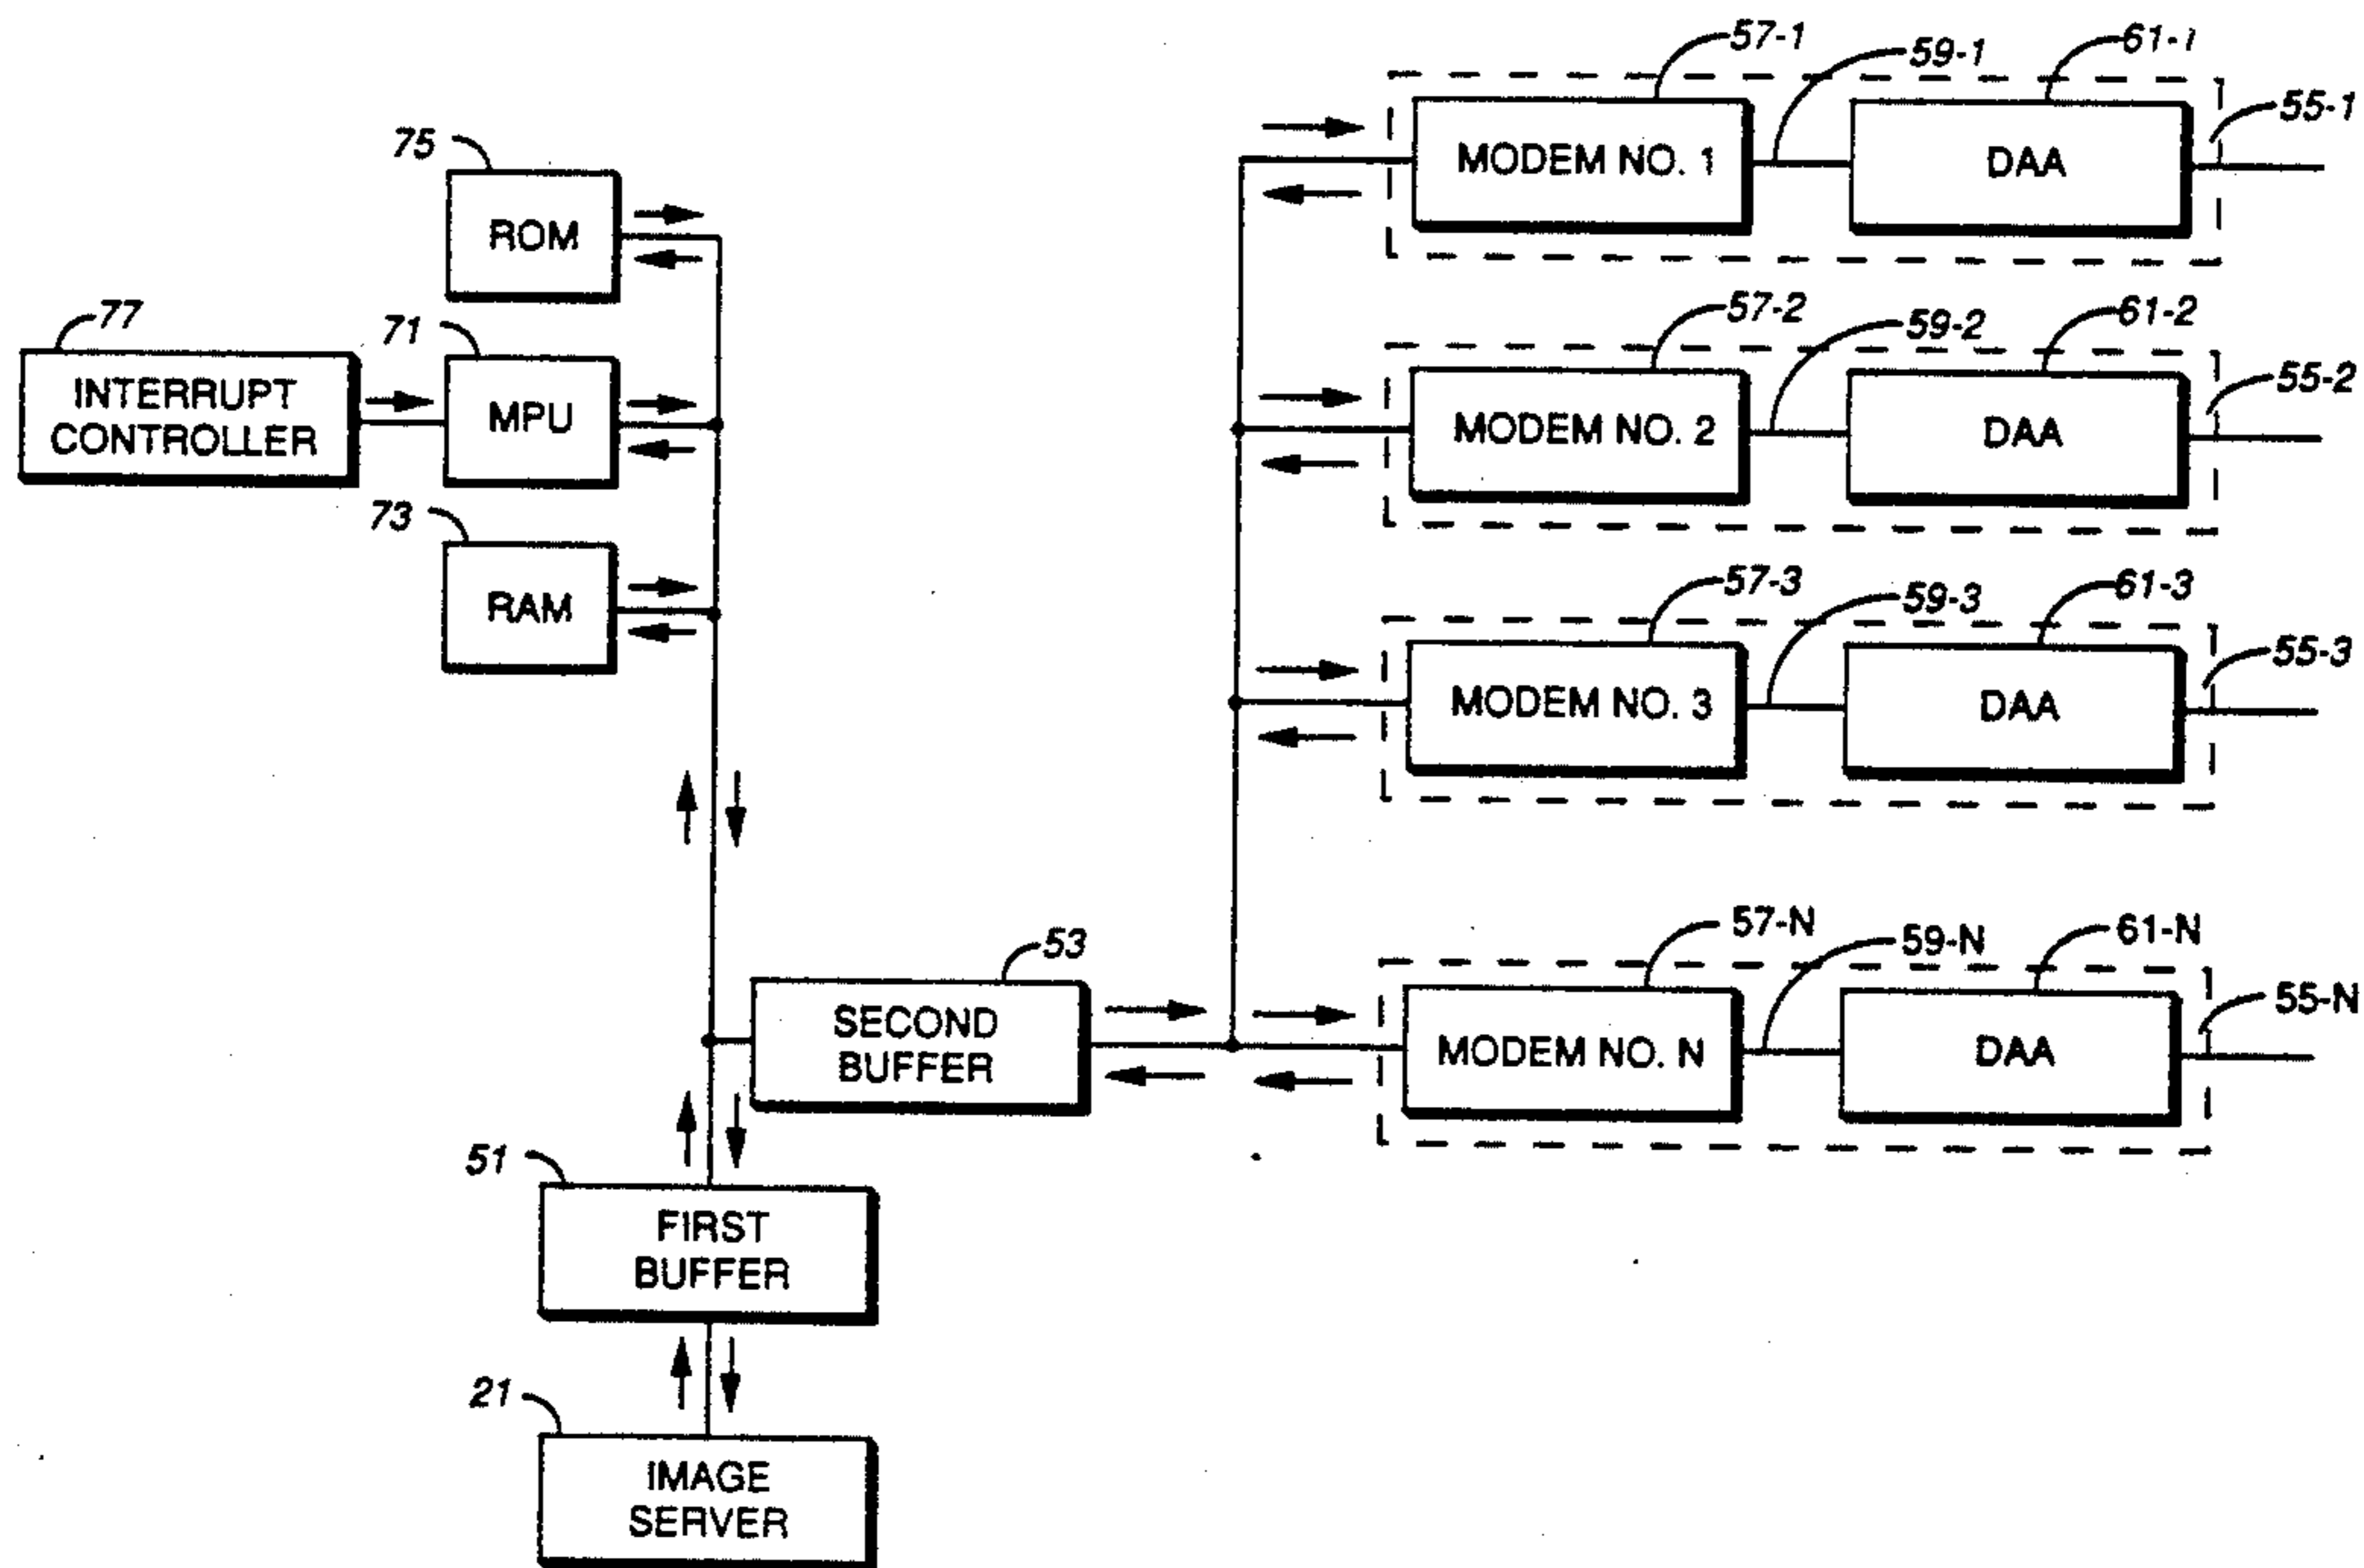 57-1
59-1
61-1
55-1
75
ROM
MODEM NO. 1
DAA
77
71
57-2
59-2
61-2
55-2
INTERRUPT
CONTROLLER
MPU
MODEM NO. 2
DAA
73
RAM
57-3
59-3
61-3
55-3
MODEM NO. 3
DAA
53
SECOND
BUFFER
57-N
59-N
61-N
55-N
MODEM NO. N
DAA
51
FIRST
BUFFER
21
IMAGE
SERVER